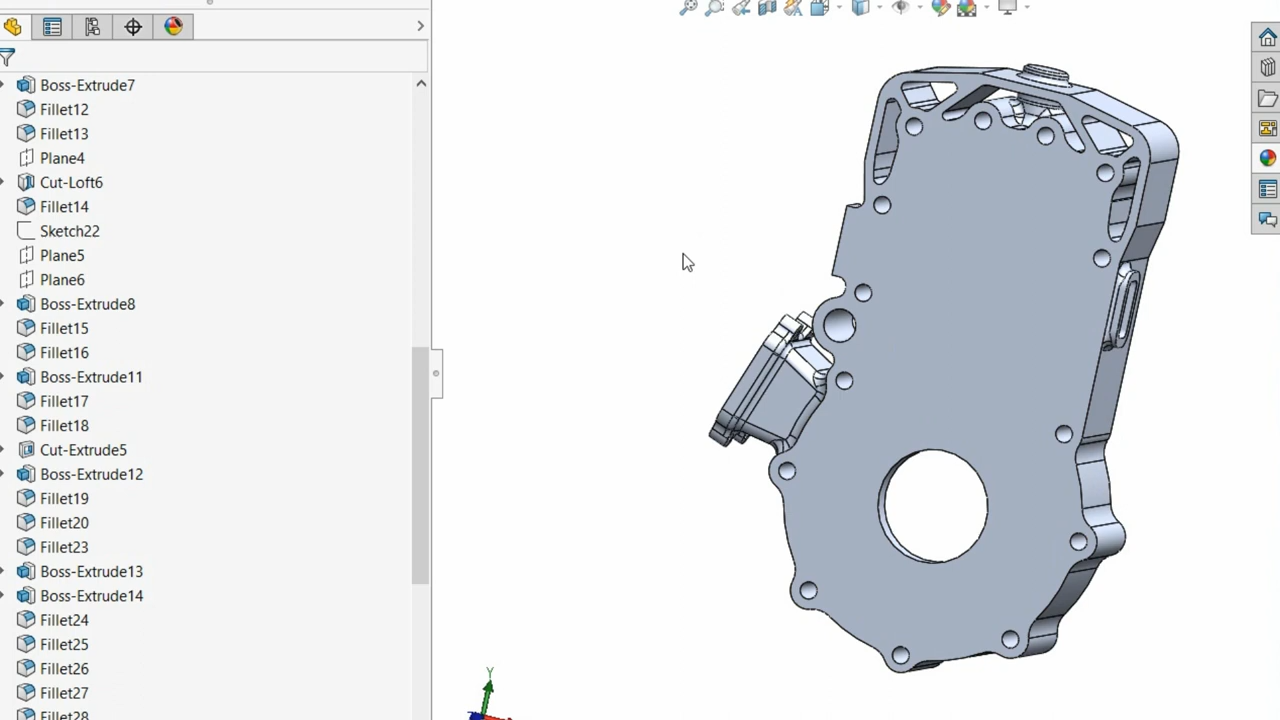 Boss-Extrude7
Fillet12
Fillet13
Plane4
Cut-Loft6
Fillet14
Sketch22
Plane5
Plane6
Boss-Extrude8
Fillet15
Fillet16
Boss-Extrude11
Fillet17
Fillet18
Cut-Extrude5
Boss-Extrude12
Fillet19
Fillet20
Fillet23
Boss-Extrude13
Boss-Extrude14
Fillet24
Fillet25
Fillet26
Fillet27
Fillet28
Y